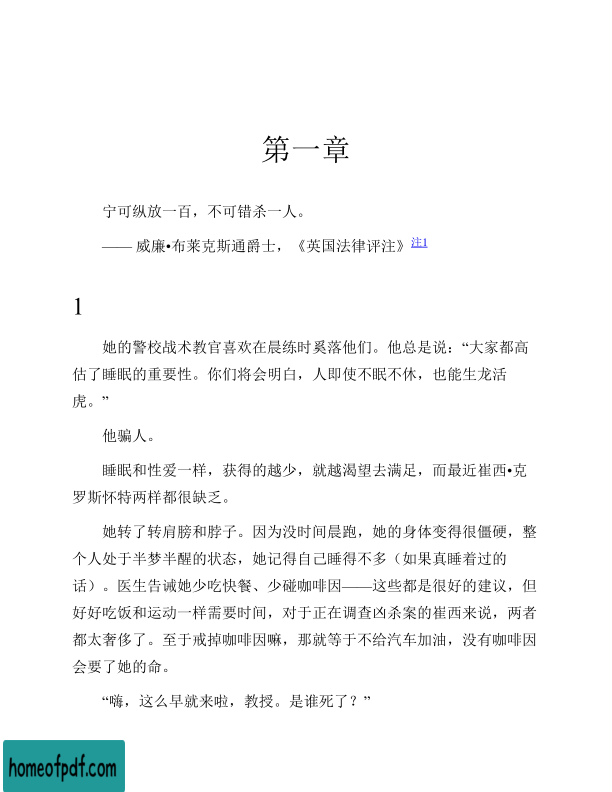 第一章
宁可纵放一百，不可错杀一人。
—— 威廉•布莱克斯通爵士，《英国法律评注》注1
1
她的警校战术教官喜欢在晨练时奚落他们。他总是说：“大家都高
估了睡眠的重要性。你们将会明白，人即使不眠不休，也能生龙活
虎。”
他骗人。
睡眠和性爱一样，获得的越少，就越渴望去满足，而最近崔西•克
罗斯怀特两样都很缺乏。
她转了转肩膀和脖子。因为没时间晨跑，她的身体变得很僵硬，整
个人处于半梦半醒的状态，她记得自己睡得不多（如果真睡着过的
话）。医生告诫她少吃快餐、少碰咖啡因——这些都是很好的建议，但
好好吃饭和运动一样需要时间，对于正在调查凶杀案的崔西来说，两者
都太奢侈了。至于戒掉咖啡因嘛，那就等于不给汽车加油，没有咖啡因
会要了她的命。
“嗨，这么早就来啦，教授。是谁死了？”
homeofpdf.com